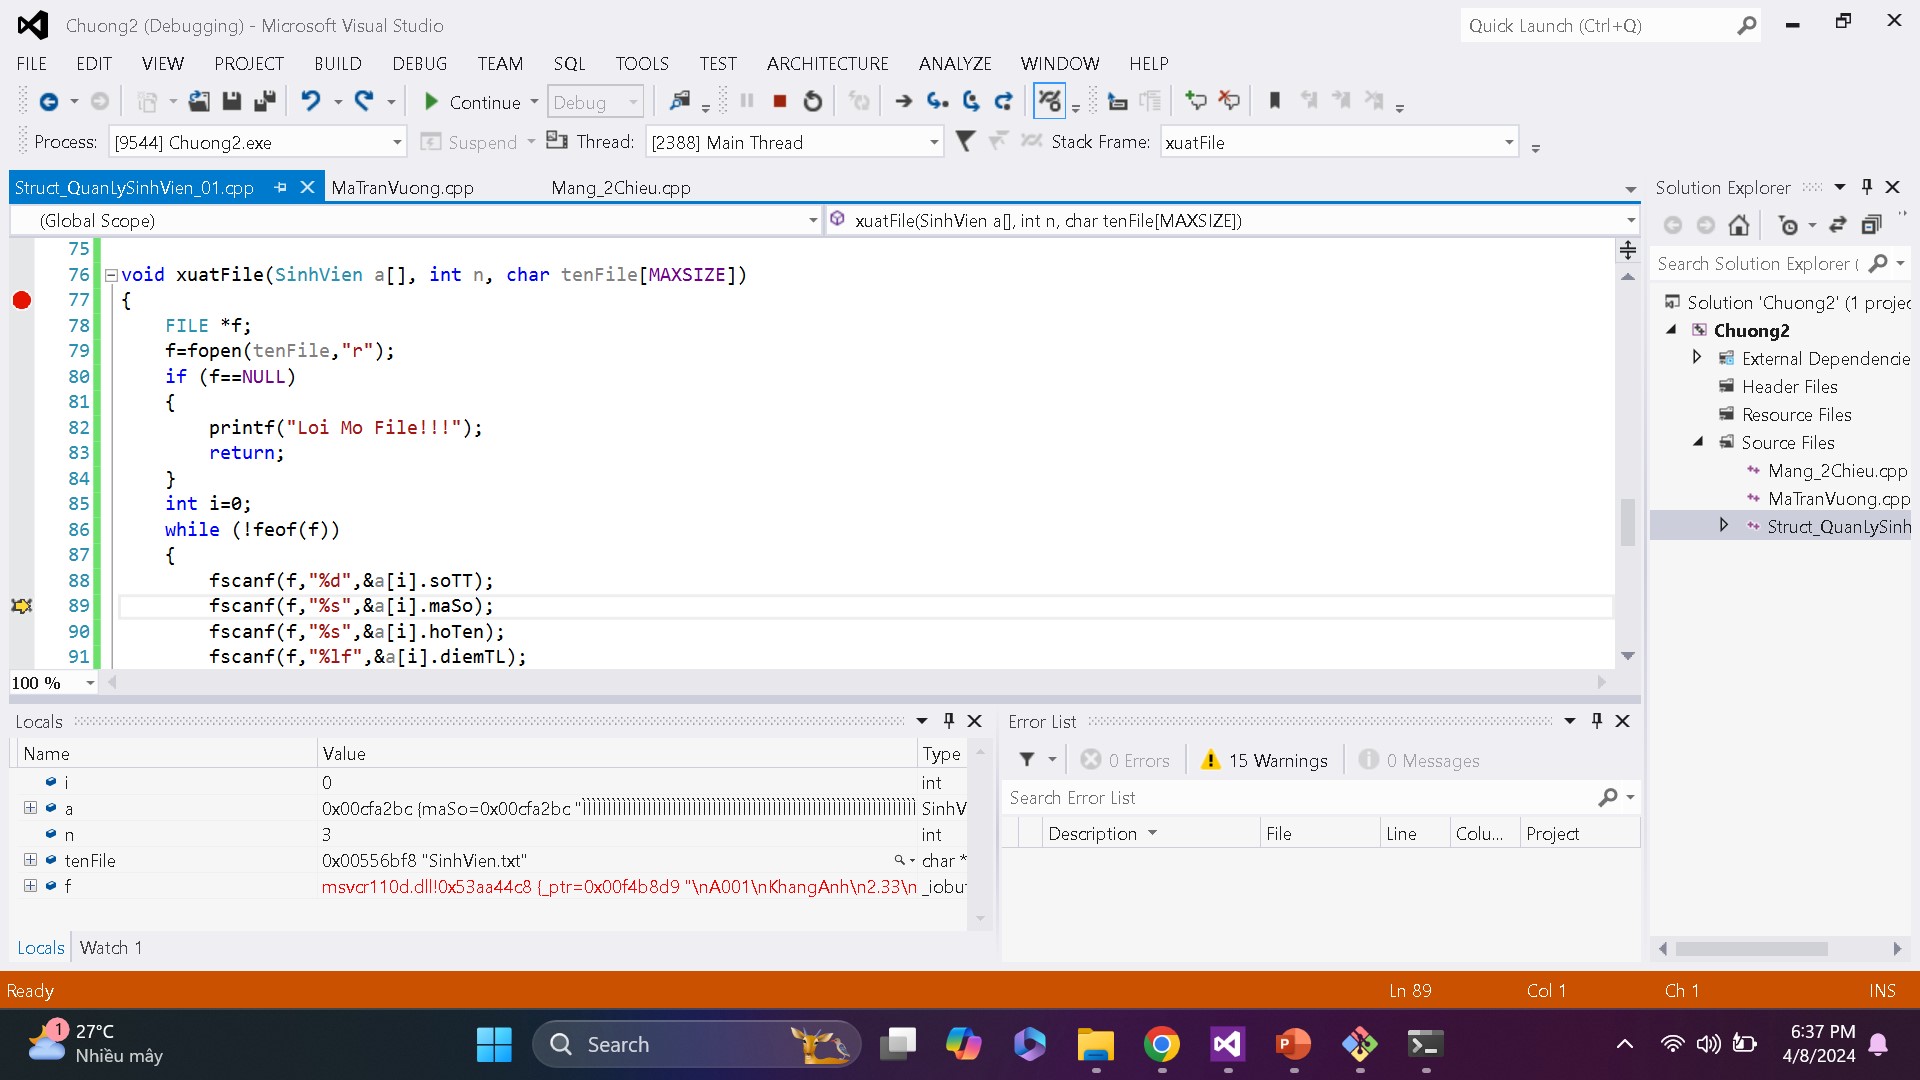 Chuong2 (Debugging) - Microsoft Visual Studio
Quick Launch (Ctrl+Q)
FILE EDIT VIEW PROJECT BUILD DEBUG TEAM SQL TOOLS TEST ARCHITECTURE ANALYZE WINDOW HELP
Continue Debug
Process: [9544] Chuong2.exe Suspend Thread: [2388] Main Thread Stack Frame: xuatFile
Struct_QuanLySinhVien_01.cpp MaTranVuong.cpp Mang_2Chieu.cpp
(Global Scope) xuatFile(SinhVien a[], int n, char tenFile[MAXSIZE])
75
76 void xuatFile(SinhVien a[], int n, char tenFile[MAXSIZE])
77 {
78 FILE *f;
79 f=fopen(tenFile,"r");
80 if (f==NULL)
81 {
82 printf("Loi Mo File!!!");
83 return;
84 }
85 int i=0;
86 while (!feof(f))
87 {
88 fscanf(f,"%d",&a[i].soTT);
89 fscanf(f,"%s",&a[i].maSo);
90 fscanf(f,"%s",&a[i].hoTen);
91 fscanf(f,"%lf",&a[i].diemTL);
100 %
Solution Explorer
Search Solution Explorer (
Solution 'Chuong2' (1 projec
Chuong2
External Dependencie
Header Files
Resource Files
Source Files
Mang_2Chieu.cpp
MaTranVuong.cpp
Struct_QuanLySinh
Locals
Name Value Type
i 0 int
a 0x00cfa2bc {maSo=0x00cfa2bc " SinhV
n 3 int
tenFile 0x00556bf8 "SinhVien.txt" char *
f msvcr110d.dll!0x53aa44c8 {_ptr=0x00f4b8d9 "\nA001\nKhangAnh\n2.33\n _iobu
Locals Watch 1
Error List
0 Errors 15 Warnings 0 Messages
Search Error List
Description File Line Colu... Project
Ready Ln 89 Col 1 Ch 1 INS
1 27°C
Nhiều mây
Search
6:37 PM
4/8/2024